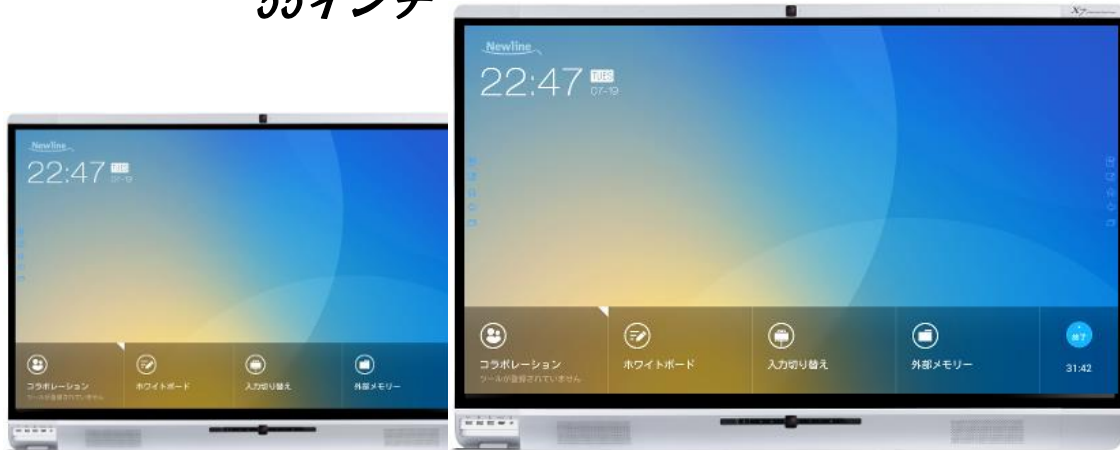 55インチ
Newline
22:47 TUES
07-19
コラボレーション
ツールが登録されていません
ホワイトボード
入力切り替え
外部メモリー
X7
Newline
22:47 TUES
07-19
コラボレーション
ツールが登録されていません
ホワイトボード
入力切り替え
外部メモリー
終了
31:42